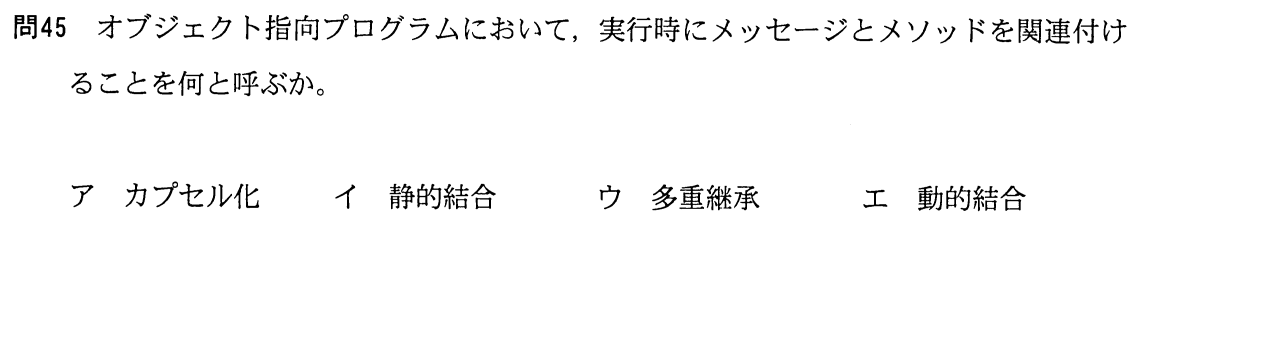 問45　オブジェクト指向プログラムにおいて，実行時にメッセージとメソッドを関連付け
ることを何と呼ぶか。
ア　カプセル化　　イ　静的結合　　ウ　多重継承　　エ　動的結合